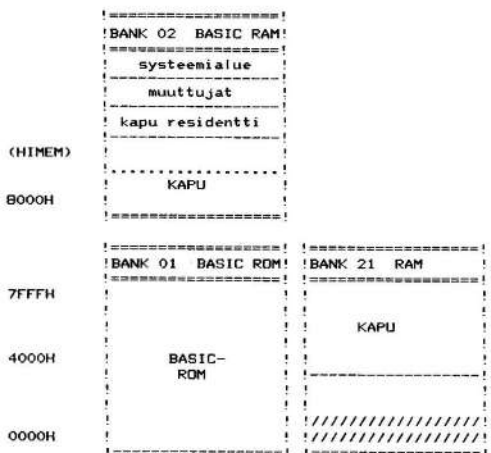 BANK 02 BASIC RAM
systeemialue
muuttujat
kapu residentti
(HIMEM)
KAPU
8000H
BANK 01 BASIC ROM BANK 21 RAM
7FFFH
KAPU
4000H BASIC-
ROM
0000H